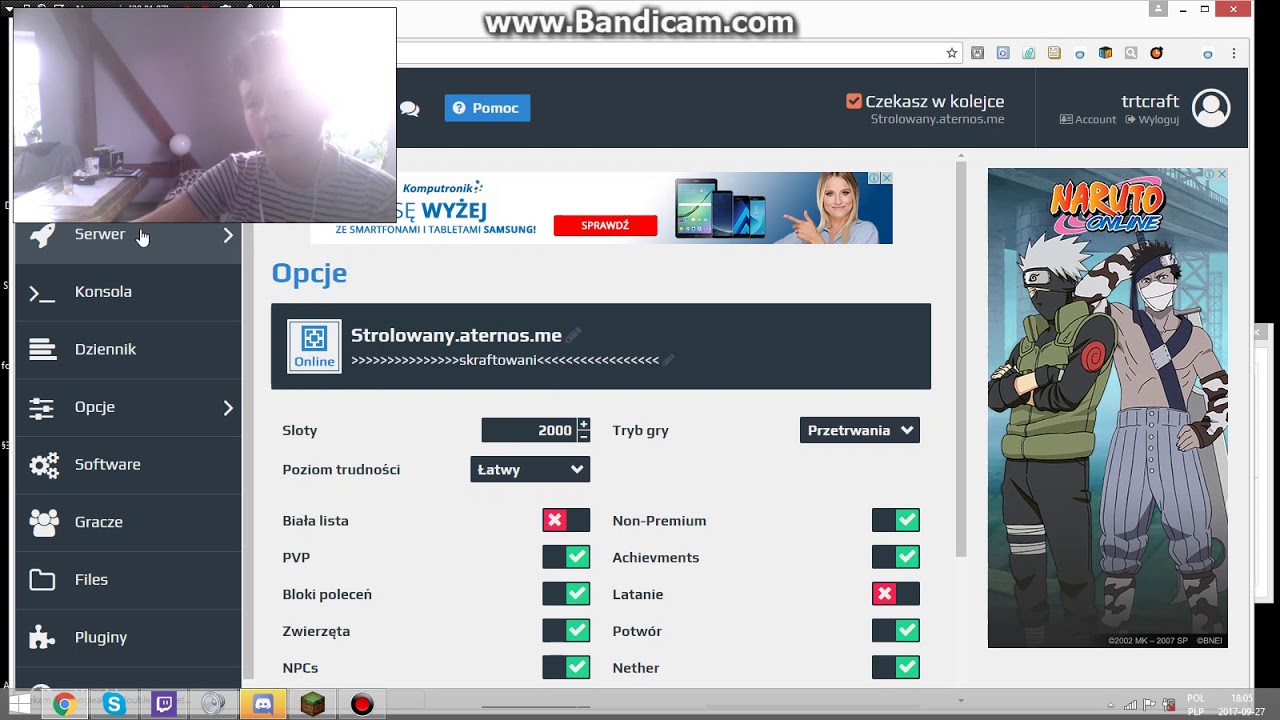 www.Bandicam.com
Pomoc
Czekasz w kolejce
Strolowany.aternos.me
trtcraft
Account
Wyloguj
Komputronik
SĘ WYŻEJ
ZE SMARTFONAMI I TABLETAMI SAMSUNG!
SPRAWDŹ
NARUTO
ONLINE
©2002 MK – 2007 SP ©BNEI
Serwer
Konsola
Dziennik
Opcje
Software
Gracze
Files
Pluginy
Opcje
Online
Strolowany.aternos.me
>>>>>>>>>>>>>>>skraftowani<<<<<<<<<<<<<<<<<
Sloty
2000
Tryb gry
Przetrwania
Poziom trudności
Łatwy
Biała lista
Non-Premium
PVP
Achievments
Bloki poleceń
Latanie
Zwierzęta
Potwór
NPCs
Nether
POL
PLP
18:05
2017-09-27